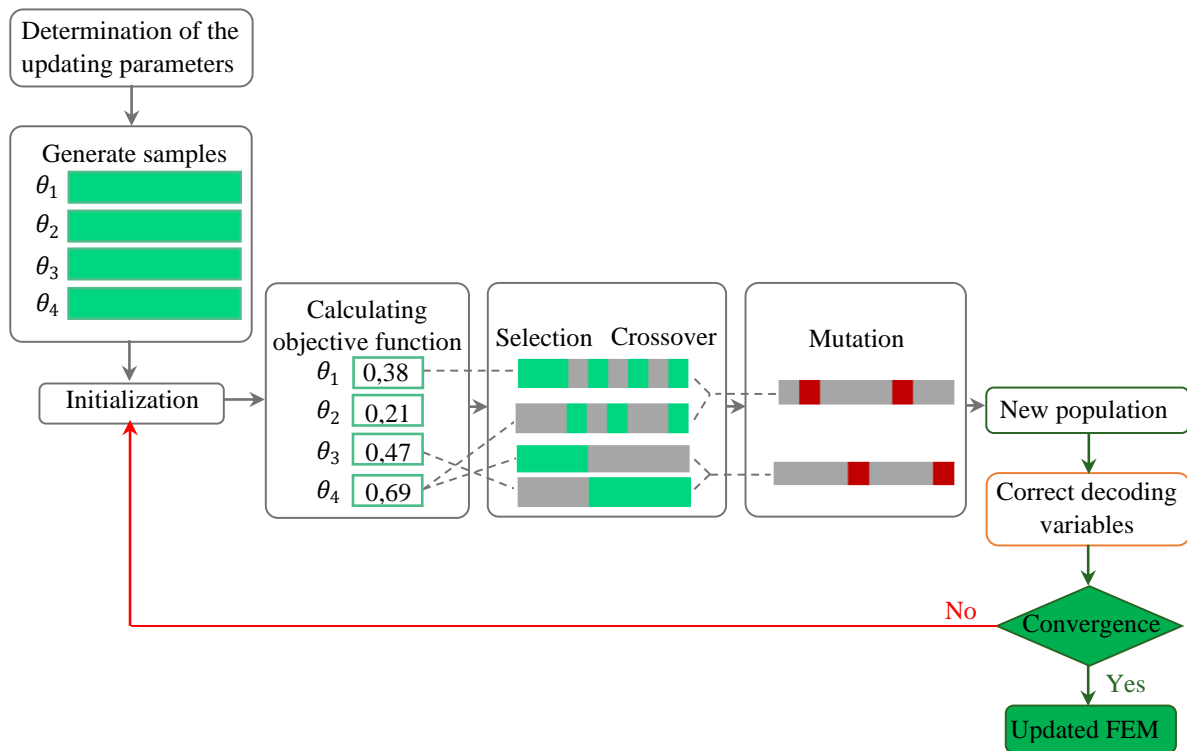 Determination of the
updating parameters
Generate samples
θ₁
θ₂
θ₃
θ₄
Initialization
Calculating
objective function
θ₁ 0,38
θ₂ 0,21
θ₃ 0,47
θ₄ 0,69
Selection Crossover
Mutation
New population
Correct decoding
variables
Convergence
No
Yes
Updated FEM